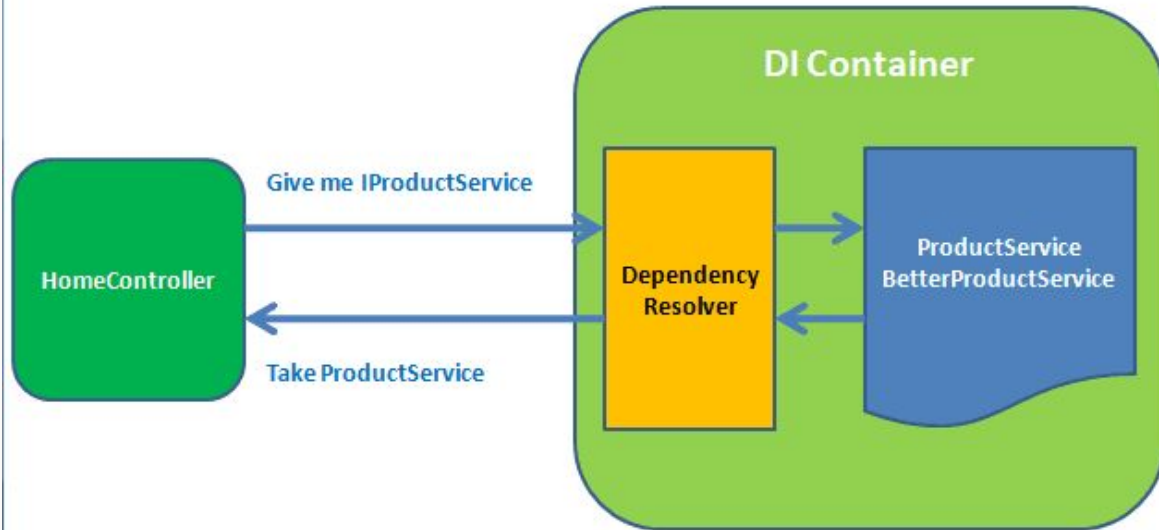 DI Container
Give me IProductService
HomeController
Take ProductService
Dependency
Resolver
ProductService
BetterProductService